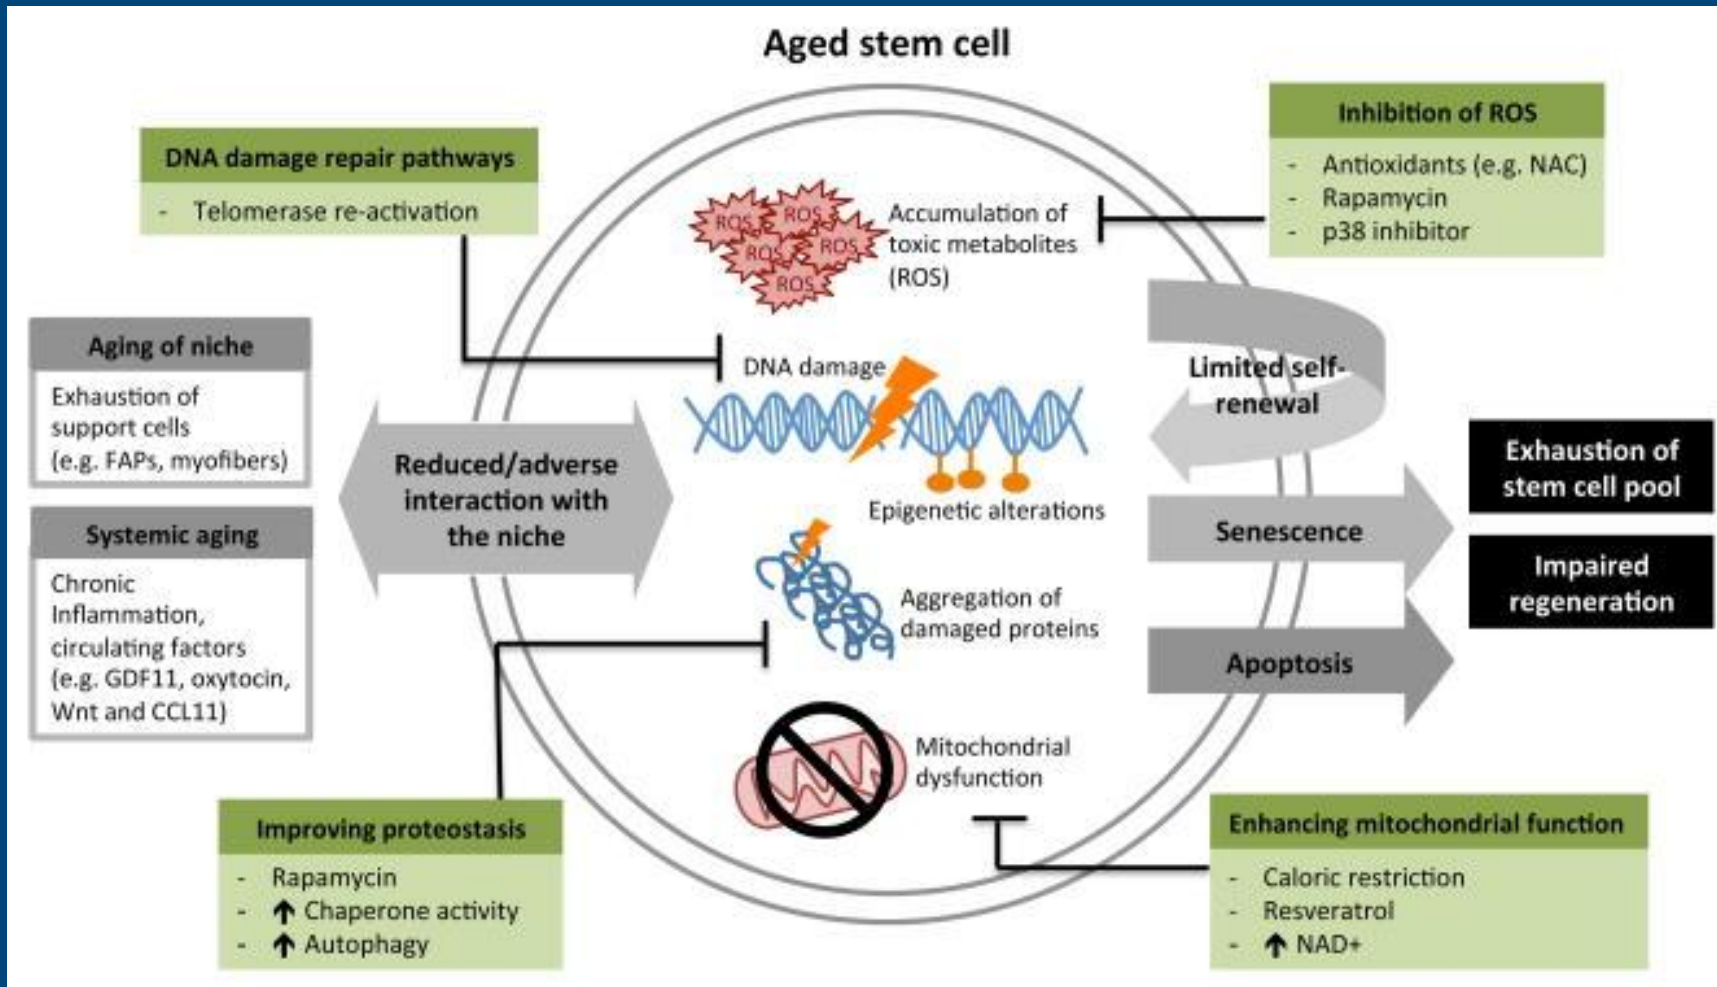 Aged stem cell
DNA damage repair pathways
- Telomerase re-activation
Inhibition of ROS
- Antioxidants (e.g. NAC)
- Rapamycin
- p38 inhibitor
ROS
ROS
ROS
ROS
ROS
Accumulation of
toxic metabolites
(ROS)
Aging of niche
Exhaustion of
support cells
(e.g. FAPs, myofibers)
Systemic aging
Chronic
Inflammation,
circulating factors
(e.g. GDF11, oxytocin,
Wnt and CCL11)
Reduced/adverse
interaction with
the niche
DNA damage
Epigenetic alterations
Aggregation of
damaged proteins
Mitochondrial
dysfunction
Limited self-
renewal
Senescence
Apoptosis
Exhaustion of
stem cell pool
Impaired
regeneration
Improving proteostasis
- Rapamycin
- ↑ Chaperone activity
- ↑ Autophagy
Enhancing mitochondrial function
- Caloric restriction
- Resveratrol
- ↑ NAD+